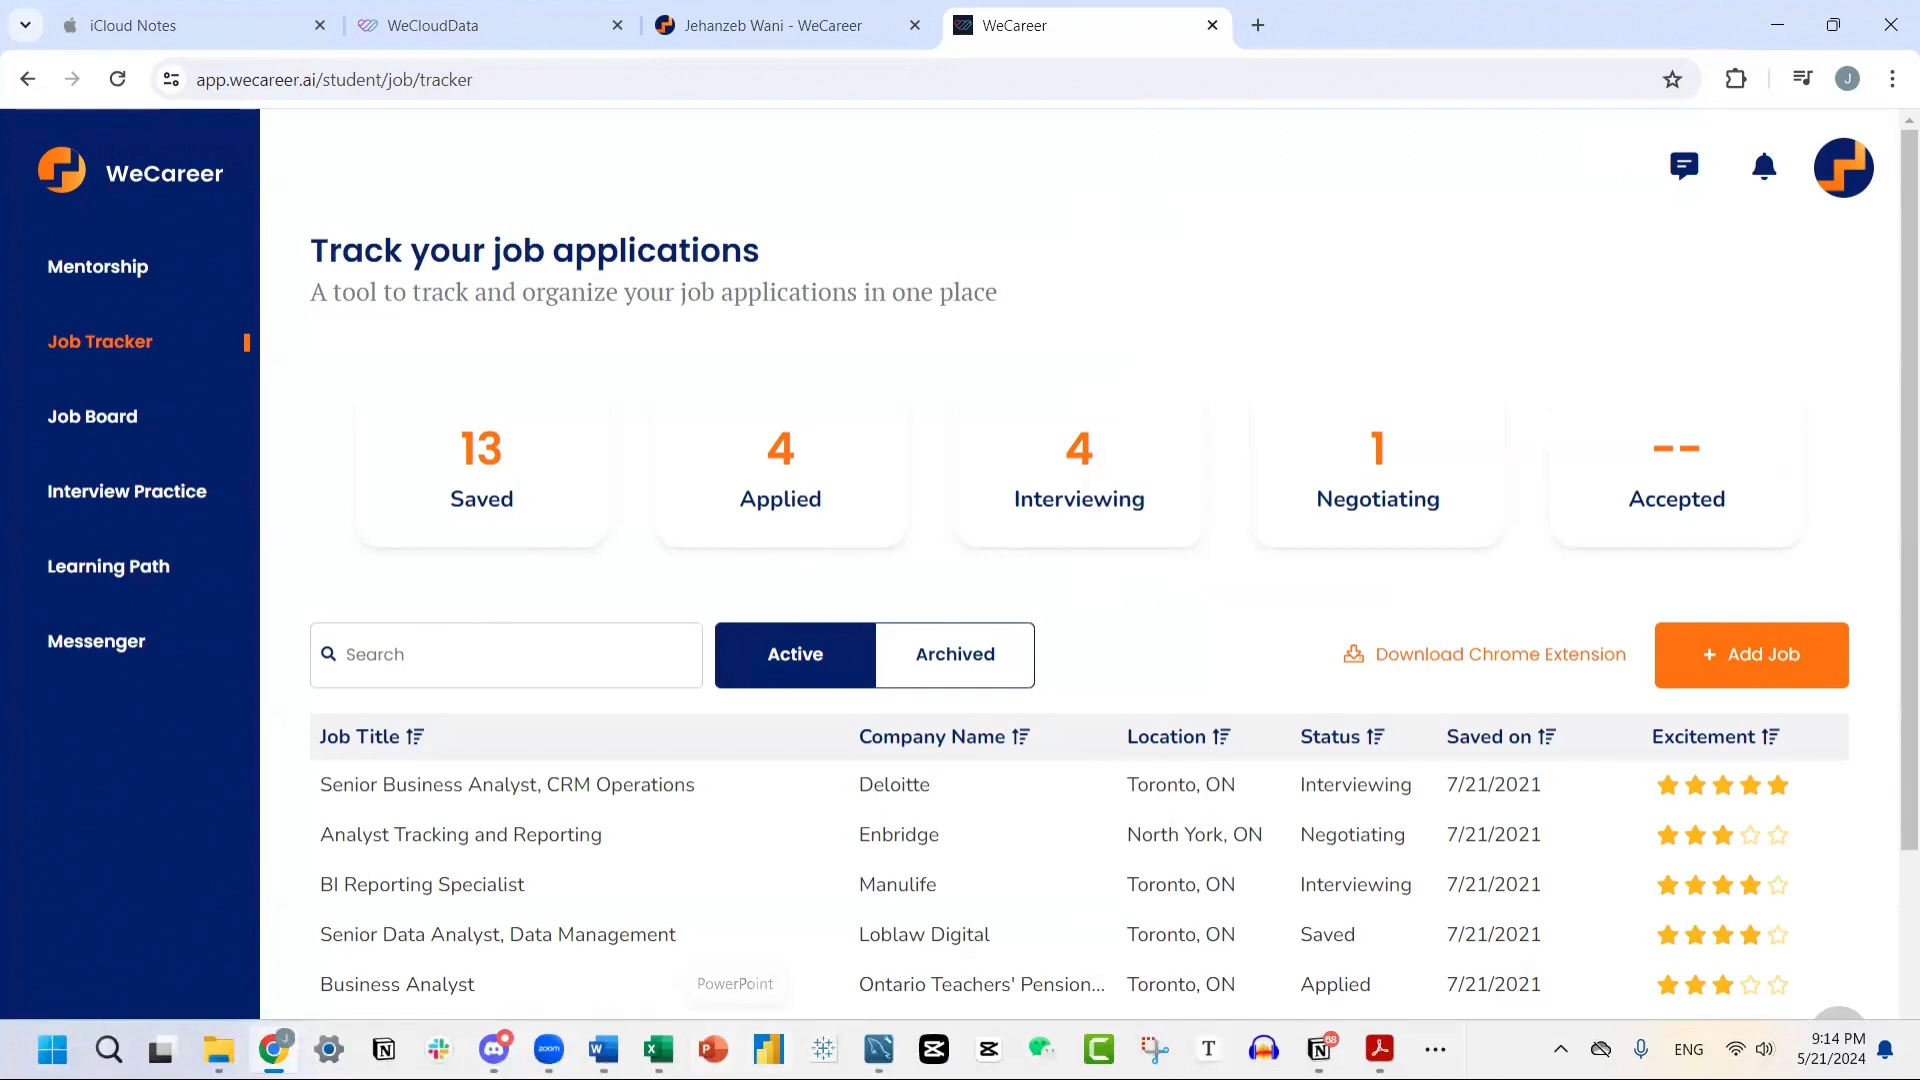 iCloud Notes
WeCloudData
Jehanzeb Wani - WeCareer
WeCareer
app.wecareer.ai/student/job/tracker
J
WeCareer
Mentorship
Job Tracker
Job Board
Interview Practice
Learning Path
Messenger
Track your job applications
A tool to track and organize your job applications in one place
13 4 4 1 --
Saved Applied Interviewing Negotiating Accepted
Search
Active Archived
Download Chrome Extension
+ Add Job
Job Title Company Name Location Status Saved on Excitement
Senior Business Analyst, CRM Operations Deloitte Toronto, ON Interviewing 7/21/2021
Analyst Tracking and Reporting Enbridge North York, ON Negotiating 7/21/2021
BI Reporting Specialist Manulife Toronto, ON Interviewing 7/21/2021
Senior Data Analyst, Data Management Loblaw Digital Toronto, ON Saved 7/21/2021
Business Analyst Ontario Teachers' Pension... Toronto, ON Applied 7/21/2021
PowerPoint
zoom
68
ENG
9:14 PM
5/21/2024